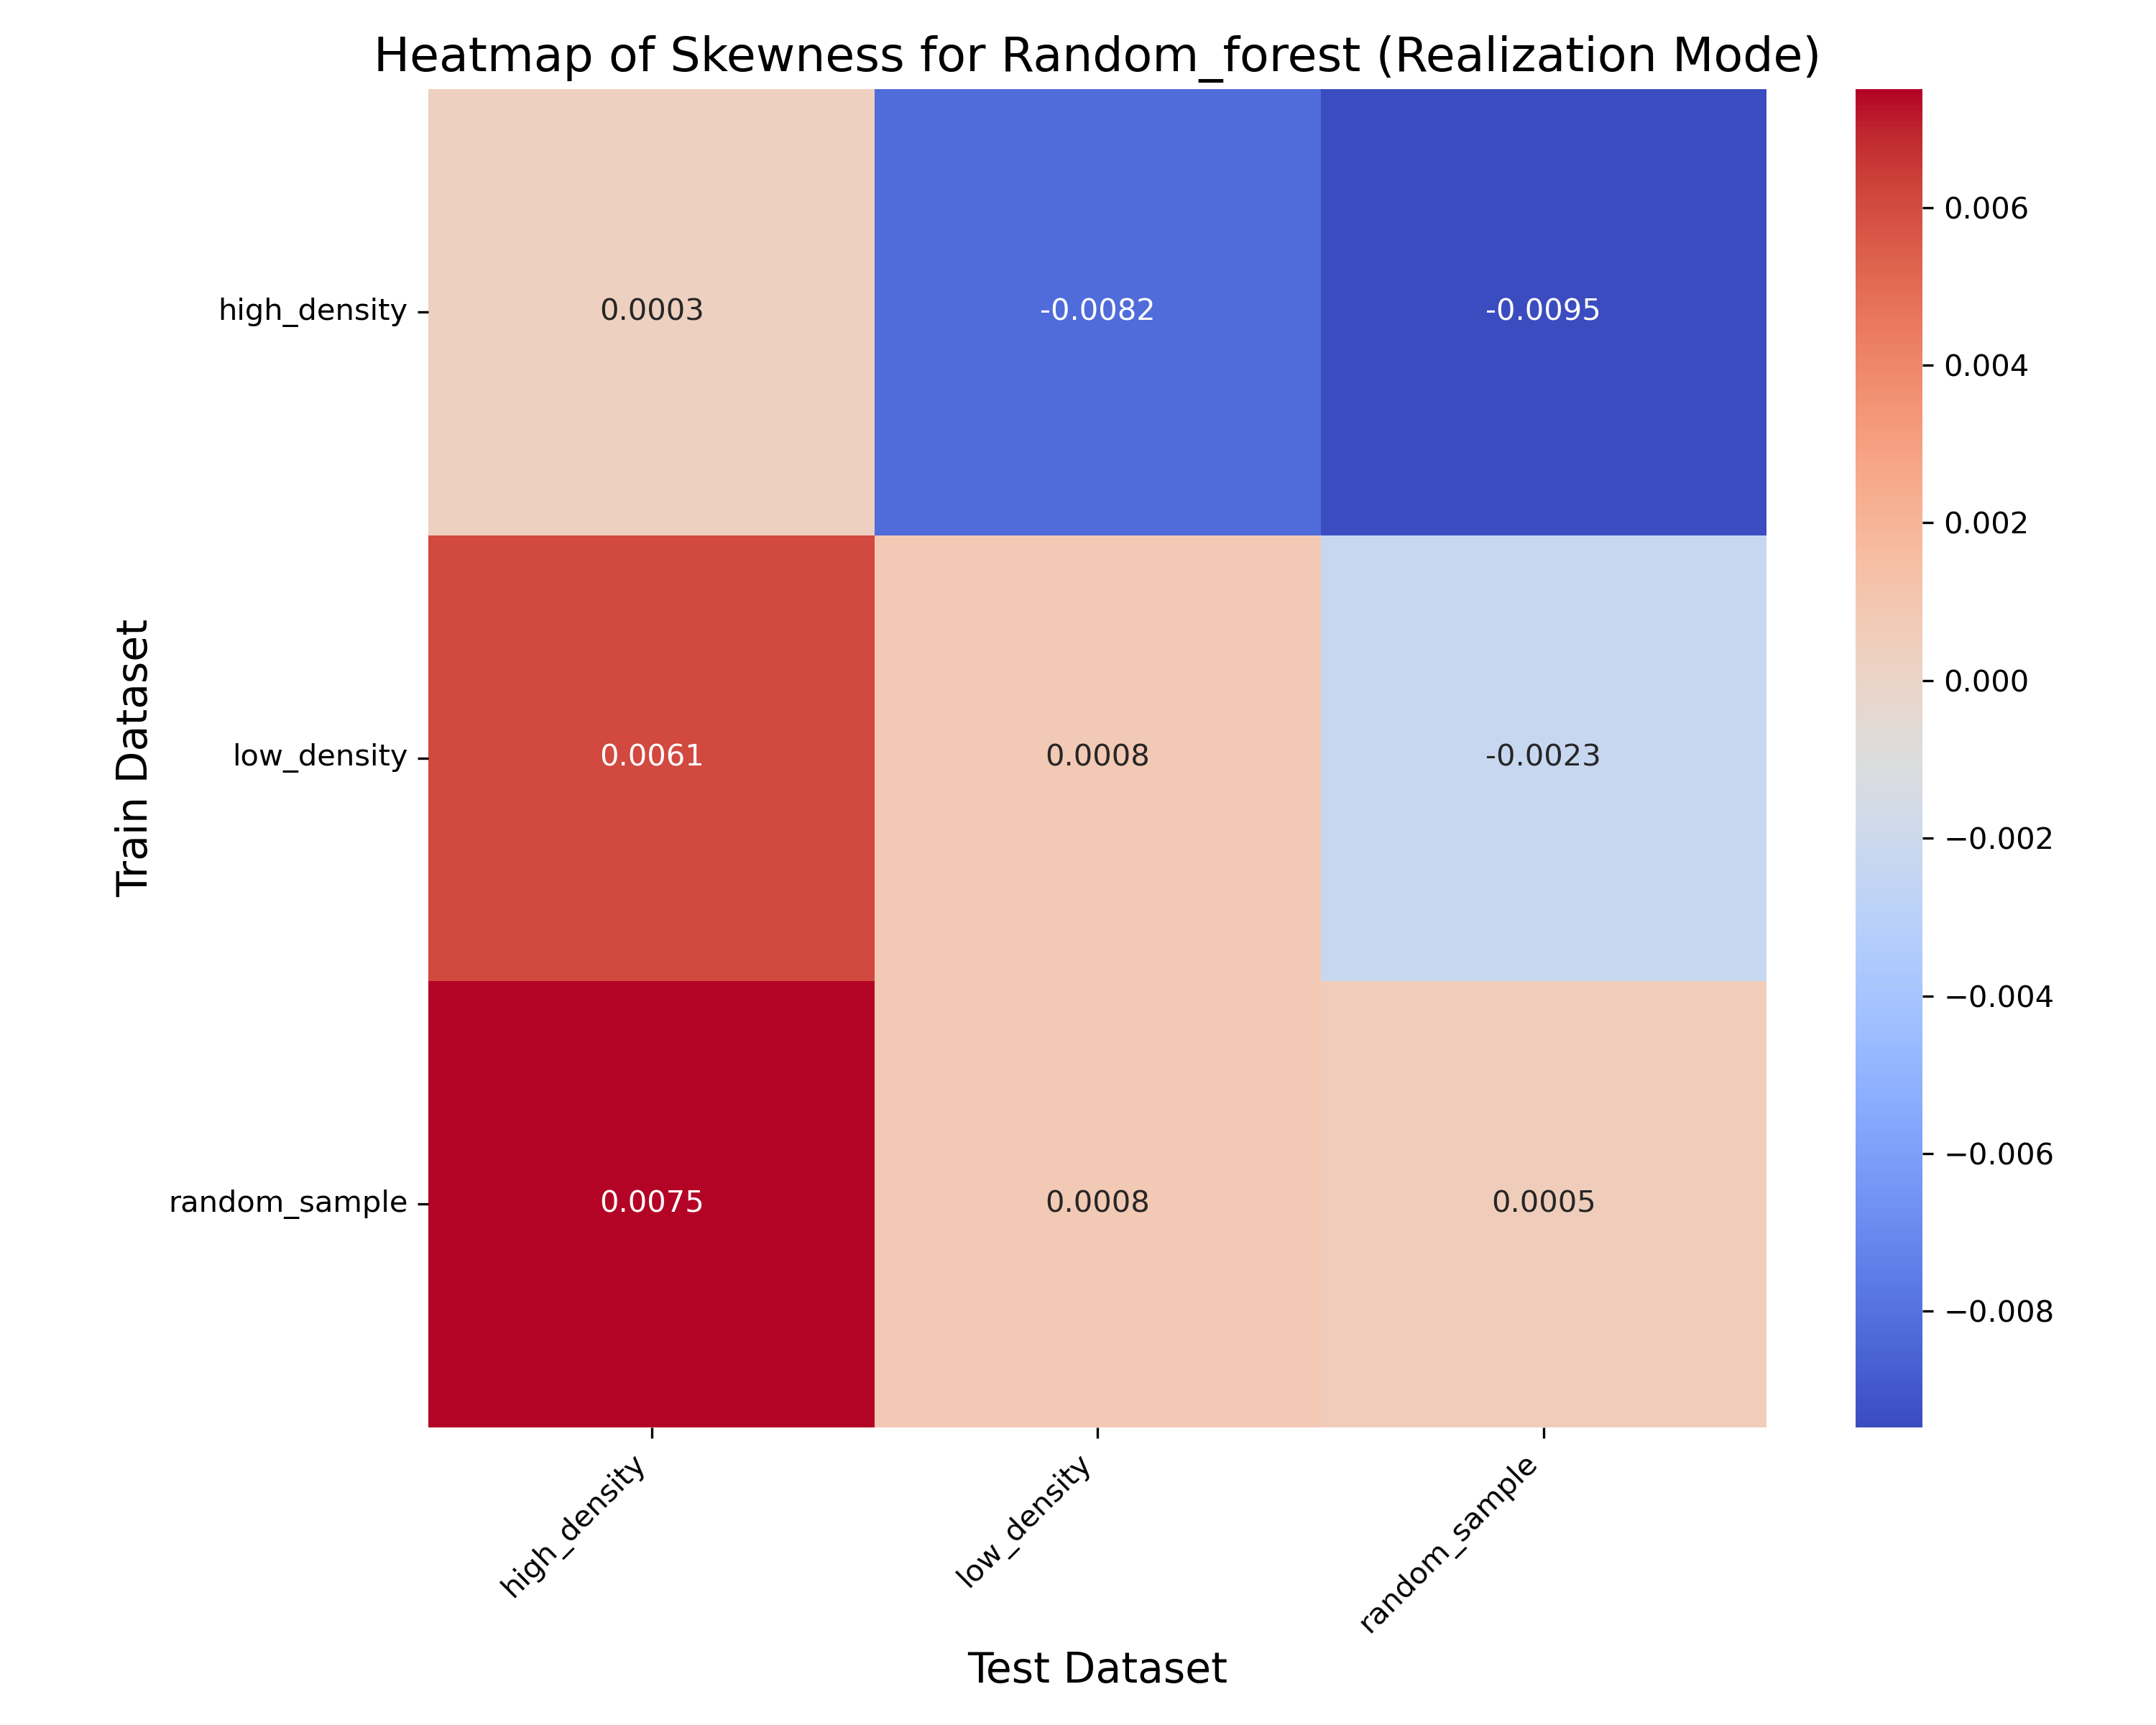 Heatmap of Skewness for Random_forest (Realization Mode)
Train Dataset
high_density
0.0003
-0.0082
-0.0095
low_density
0.0061
0.0008
-0.0023
random_sample
0.0075
0.0008
0.0005
high_density
low_density
random_sample
Test Dataset
0.006
0.004
0.002
0.000
−0.002
−0.004
−0.006
−0.008